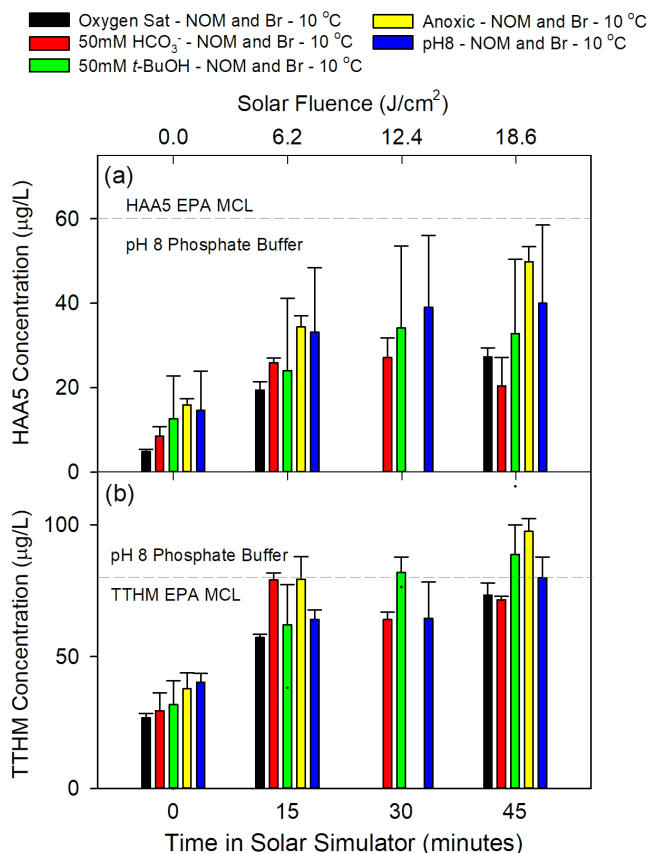 Oxygen Sat - NOM and Br - 10 °C
Anoxic - NOM and Br - 10 °C
50mM HCO₃⁻ - NOM and Br - 10 °C
pH8 - NOM and Br - 10 °C
50mM t-BuOH - NOM and Br - 10 °C
Solar Fluence (J/cm²)
0.0 6.2 12.4 18.6
(a)
HAA5 EPA MCL
pH 8 Phosphate Buffer
HAA5 Concentration (µg/L)
60
40
20
0
(b)
pH 8 Phosphate Buffer
TTHM EPA MCL
TTHM Concentration (µg/L)
100
50
0
0 15 30 45
Time in Solar Simulator (minutes)